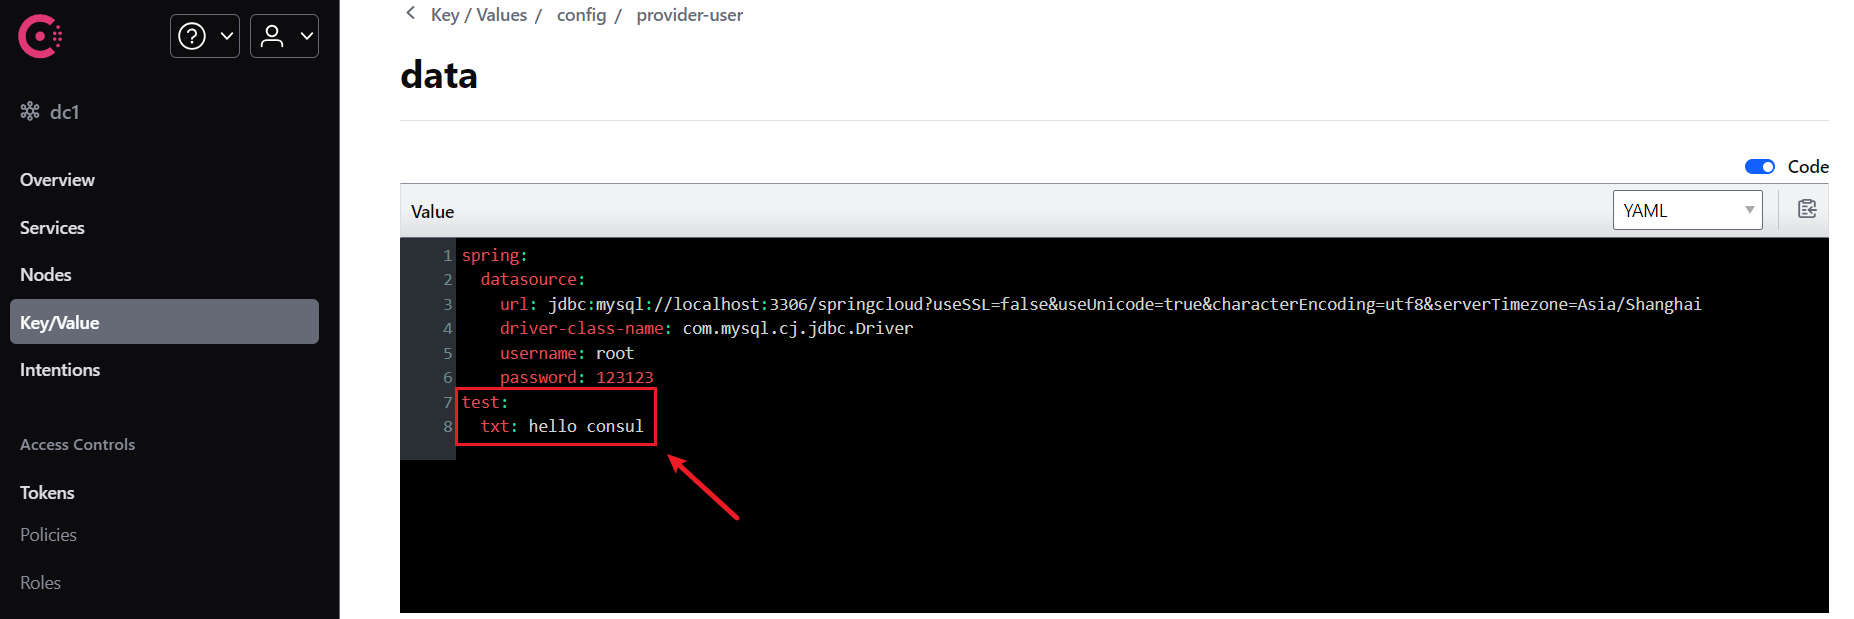 Key / Values / config / provider-user
data
dc1
Overview
Services
Nodes
Key/Value
Intentions
Access Controls
Tokens
Policies
Roles
Code
Value
YAML
1 spring:
2   datasource:
3     url: jdbc:mysql://localhost:3306/springcloud?useSSL=false&useUnicode=true&characterEncoding=utf8&serverTimezone=Asia/Shanghai
4     driver-class-name: com.mysql.cj.jdbc.Driver
5     username: root
6     password: 123123
7 test:
8   txt: hello consul